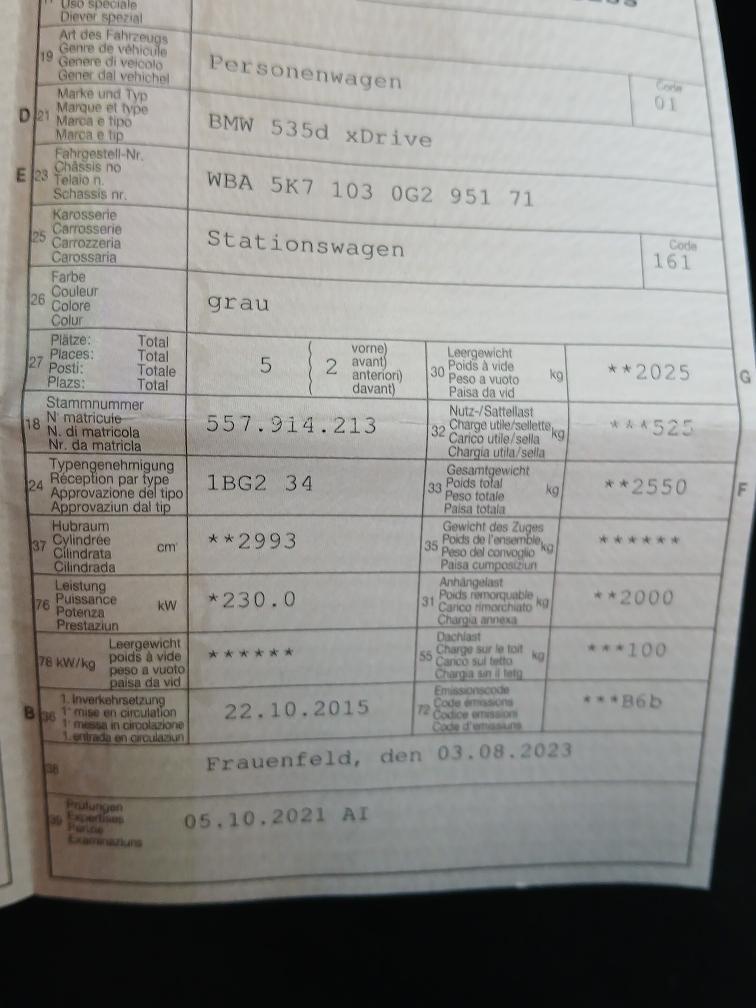 Uso speciale
Diever spezial
19 Art des Fahrzeugs
Genre de véhicule
Genere di veicolo
Gener dal vehichel
Personenwagen
Code
01
D 21 Marke und Typ
Marque et type
Marca e tipo
Marca e tip
BMW 535d xDrive
E 23 Fahrgestell-Nr.
Châssis no
Telaio n.
Schassis nr.
WBA 5K7 103 0G2 951 71
25 Karosserie
Carrosserie
Carrozzeria
Carossaria
Stationswagen
Code
161
26 Farbe
Couleur
Colore
Colur
grau
27 Plätze: Total
Places: Total
Posti: Totale
Plazs: Total
5 ( 2 vorne)
avant)
anteriori)
davant)
30 Leergewicht
Poids à vide
Peso a vuoto
Paisa da vid
kg
**2025
G
18 Stammnummer
N° matricule
N. di matricola
Nr. da matricla
557.914.213
32 Nutz-/Sattellast
Charge utile/sellette
Carico utile/sella
Chargia utila/sella
kg
***525
24 Typengenehmigung
Réception par type
Approvazione del tipo
Approvaziun dal tip
1BG2 34
33 Gesamtgewicht
Poids total
Peso totale
Paisa totala
kg
**2550
F
37 Hubraum
Cylindrée
Cilindrata
Cilindrada
cm³
**2993
35 Gewicht des Zuges
Poids de l'ensemble
Peso del convoglio
Paisa cumposiziun
kg
******
76 Leistung
Puissance
Potenza
Prestaziun
kW
*230.0
31 Anhängelast
Poids remorquable
Carico rimorchiato
Chargia annexa
kg
**2000
78 kW/kg Leergewicht
poids à vide
peso a vuoto
paisa da vid
******
55 Dachlast
Charge sur le toit
Carico sul tetto
Chargia sin il tetg
kg
***100
B 36 1. Inverkehrsetzung
1re mise en circulation
1a messa in circolazione
1. entrada en circulaziun
22.10.2015
72 Emissionscode
Code émissions
Codice emissioni
Code d'emissiuns
***B6b
38
Frauenfeld, den 03.08.2023
39 Prüfungen
Expertises
Perizie
Examinaziuns
05.10.2021 AI